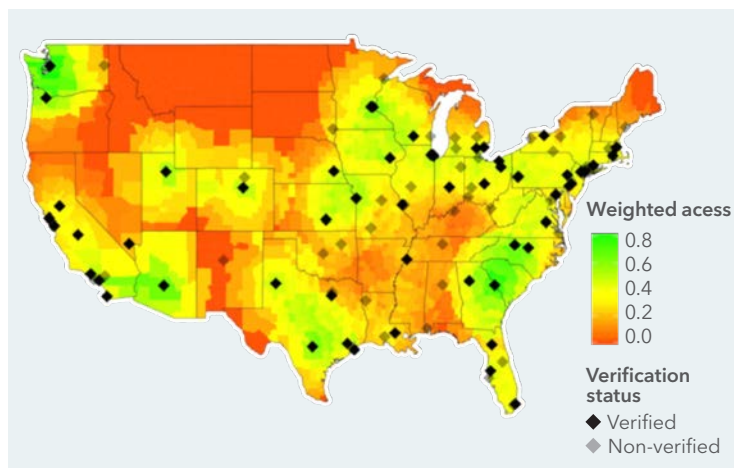 Weighted acess
0.8
0.6
0.4
0.2
0.0
Verification
status
Verified
Non-verified